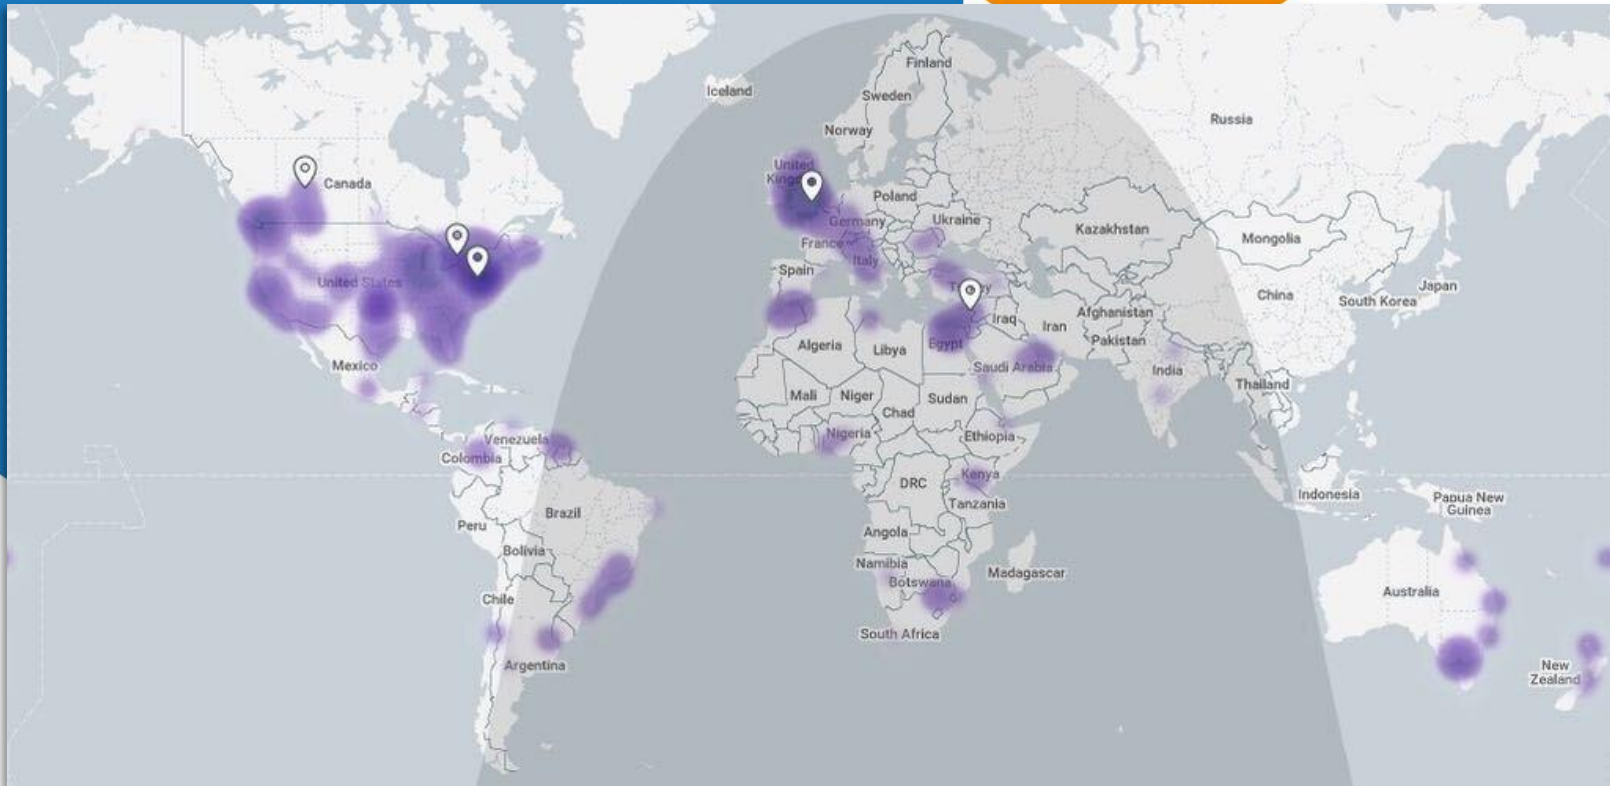 Finland
Iceland
Sweden
Russia
Norway
United
Kingdom
Canada
Poland
Germany
Ukraine
Kazakhstan
Mongolia
France
Italy
Spain
United States
Turkey
Japan
China
South Korea
Iraq
Iran
Afghanistan
Pakistan
Algeria
Libya
Egypt
Mexico
Saudi Arabia
India
Thailand
Mali
Niger
Chad
Sudan
Nigeria
Ethiopia
Venezuela
Colombia
Kenya
DRC
Tanzania
Indonesia
Papua New
Guinea
Brazil
Peru
Angola
Bolivia
Namibia
Botswana
Madagascar
Australia
Chile
South Africa
Argentina
New
Zealand